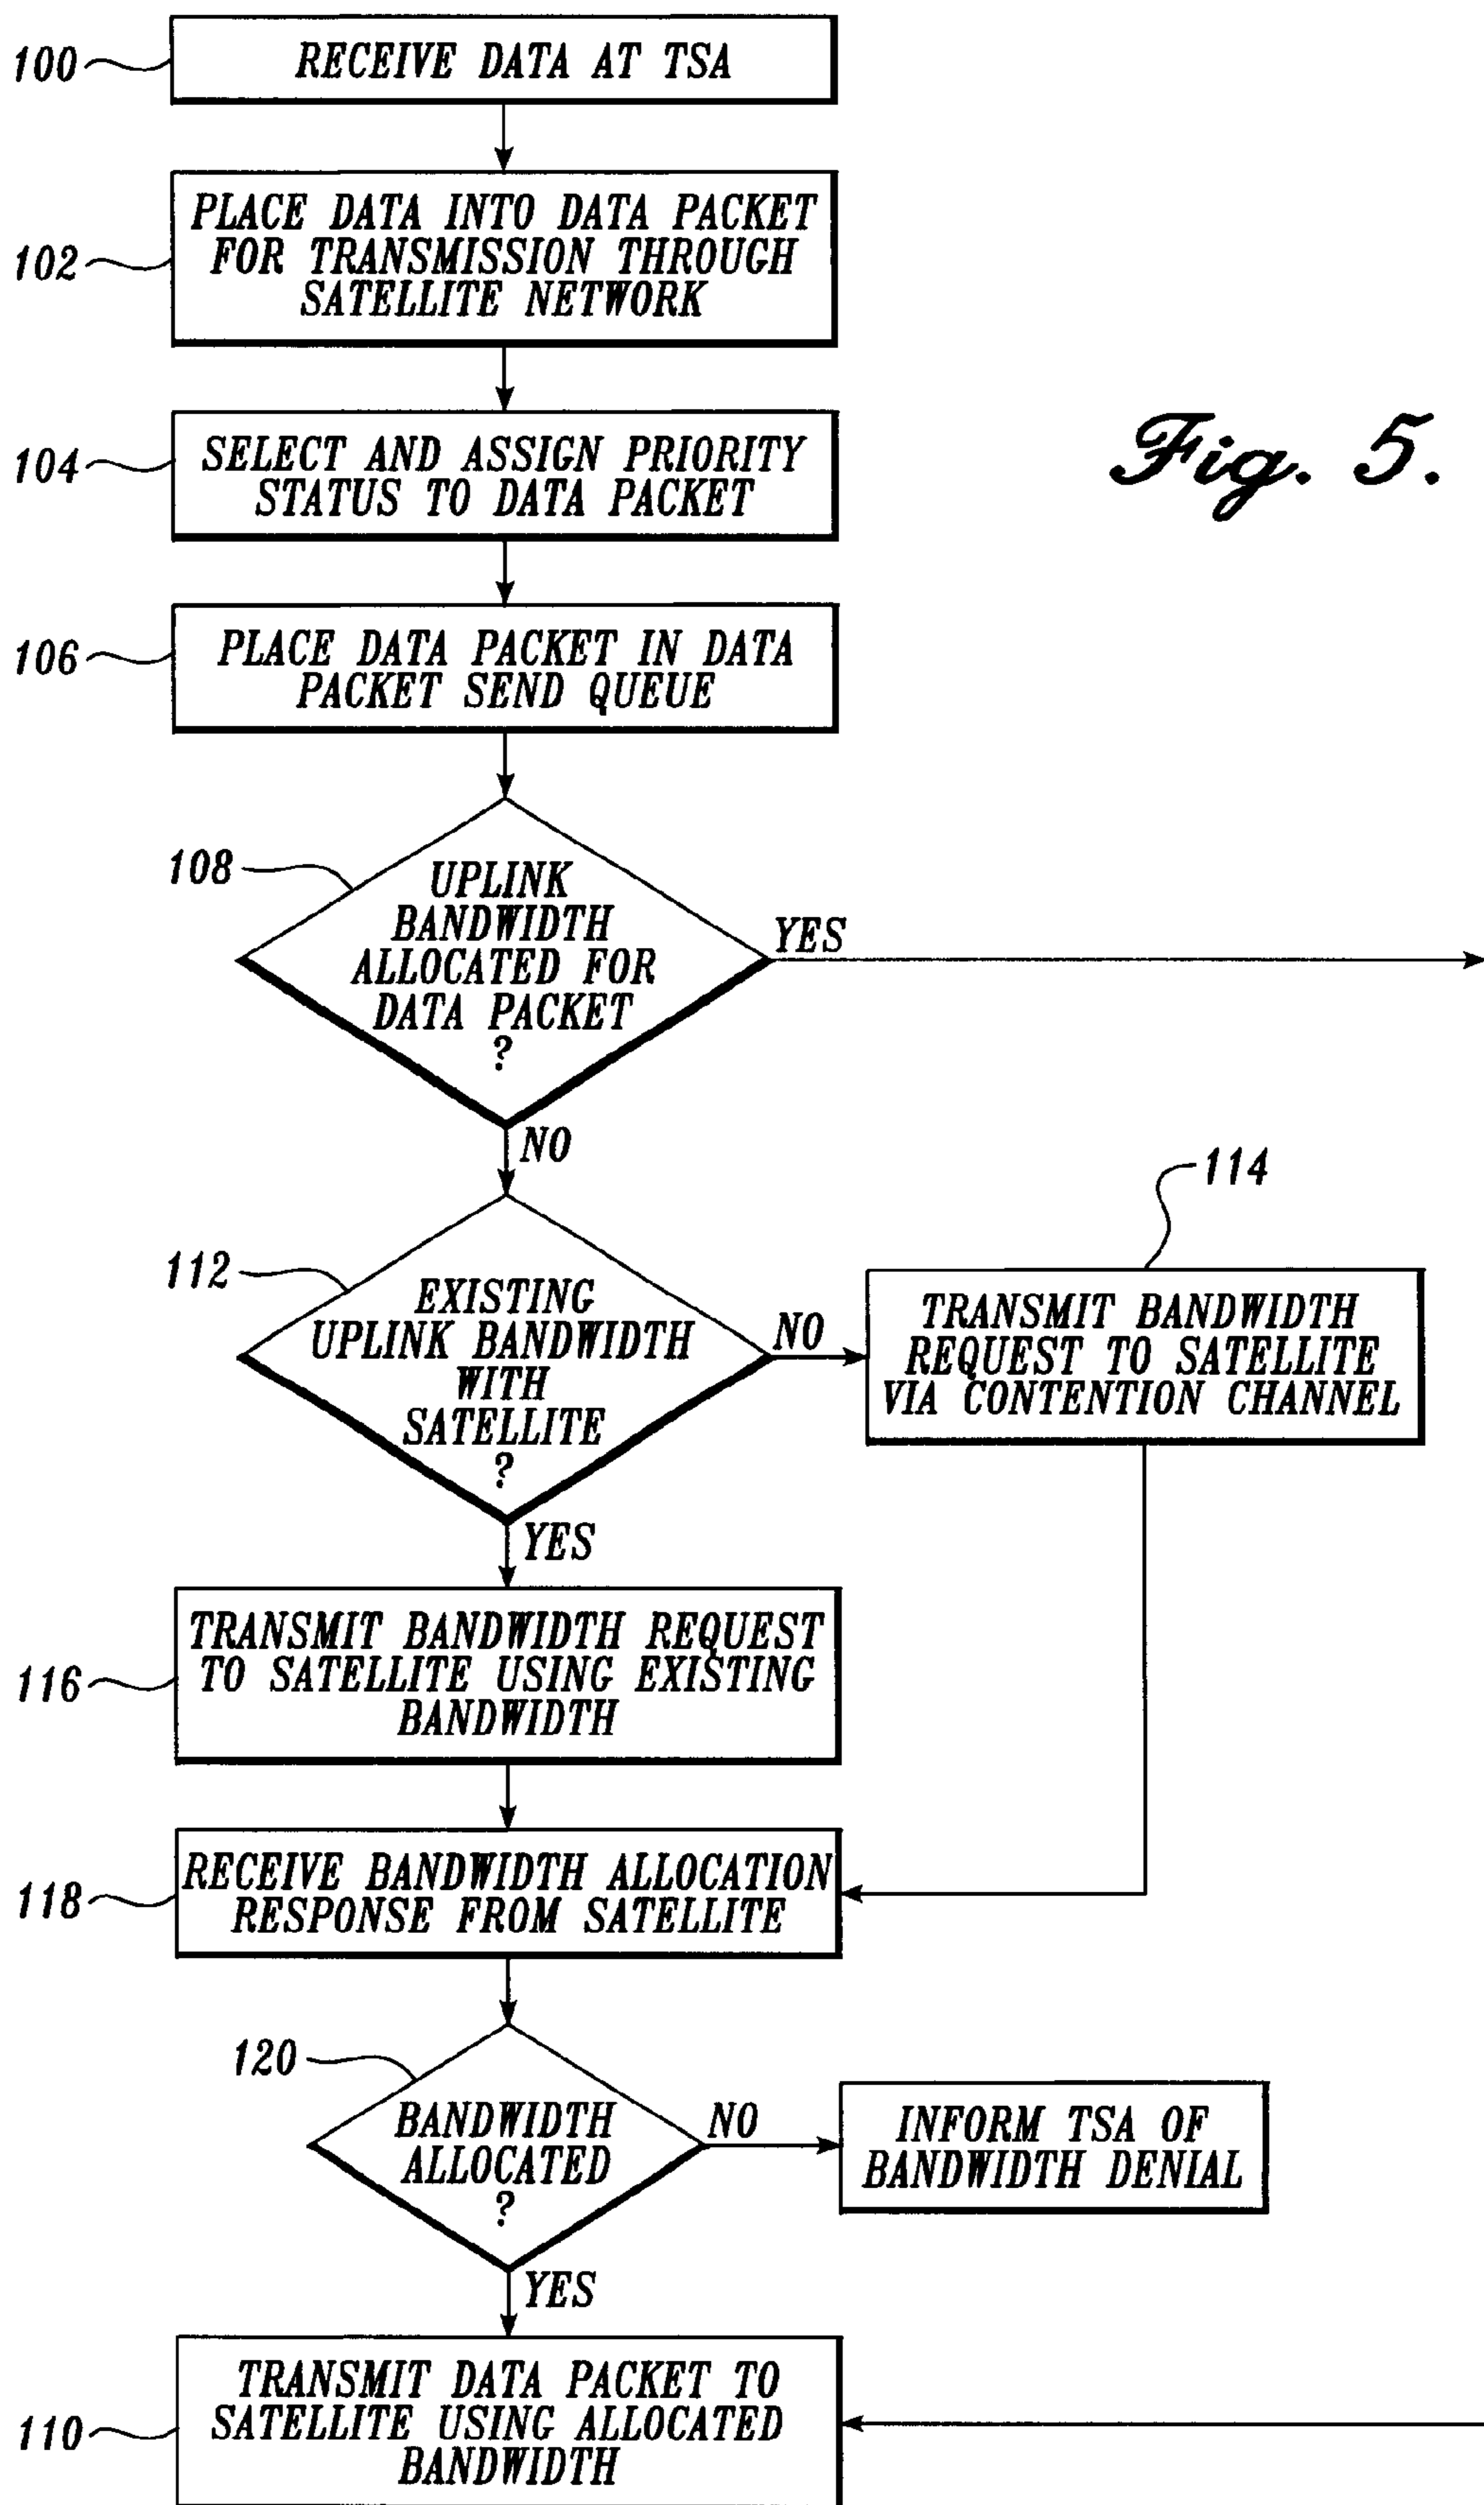 100
RECEIVE DATA AT TSA
102
PLACE DATA INTO DATA PACKET
FOR TRANSMISSION THROUGH
SATELLITE NETWORK
Fig. 5.
104
SELECT AND ASSIGN PRIORITY
STATUS TO DATA PACKET
106
PLACE DATA PACKET IN DATA
PACKET SEND QUEUE
108
UPLINK
BANDWIDTH
ALLOCATED FOR
DATA PACKET
?
YES
NO
112
EXISTING
UPLINK BANDWIDTH
WITH
SATELLITE
?
NO
114
TRANSMIT BANDWIDTH
REQUEST TO SATELLITE
VIA CONTENTION CHANNEL
YES
116
TRANSMIT BANDWIDTH REQUEST
TO SATELLITE USING EXISTING
BANDWIDTH
118
RECEIVE BANDWIDTH ALLOCATION
RESPONSE FROM SATELLITE
120
BANDWIDTH
ALLOCATED
?
NO
INFORM TSA OF
BANDWIDTH DENIAL
YES
110
TRANSMIT DATA PACKET TO
SATELLITE USING ALLOCATED
BANDWIDTH